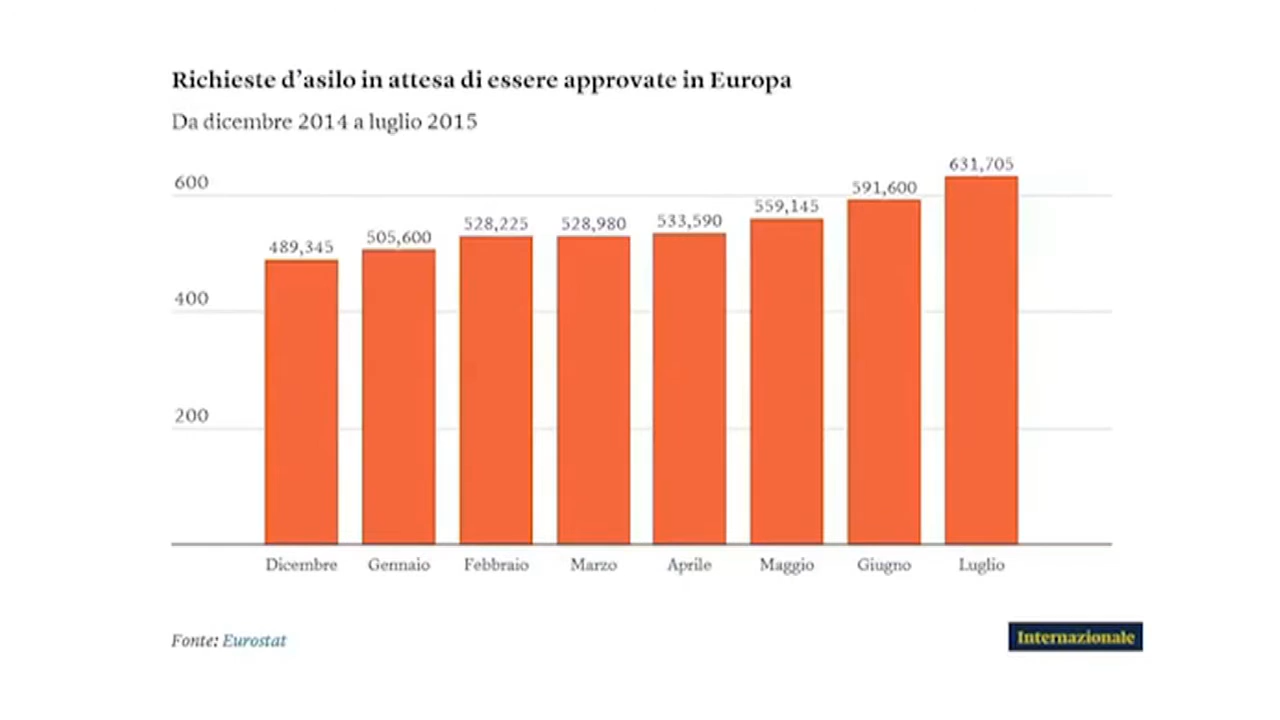 Richieste d’asilo in attesa di essere approvate in Europa
Da dicembre 2014 a luglio 2015
631,705
600
591,600
559,145
528,225
528,980
533,590
505,600
489,345
400
200
Dicembre Gennaio Febbraio Marzo Aprile Maggio Giugno Luglio
Fonte: Eurostat
Internazionale